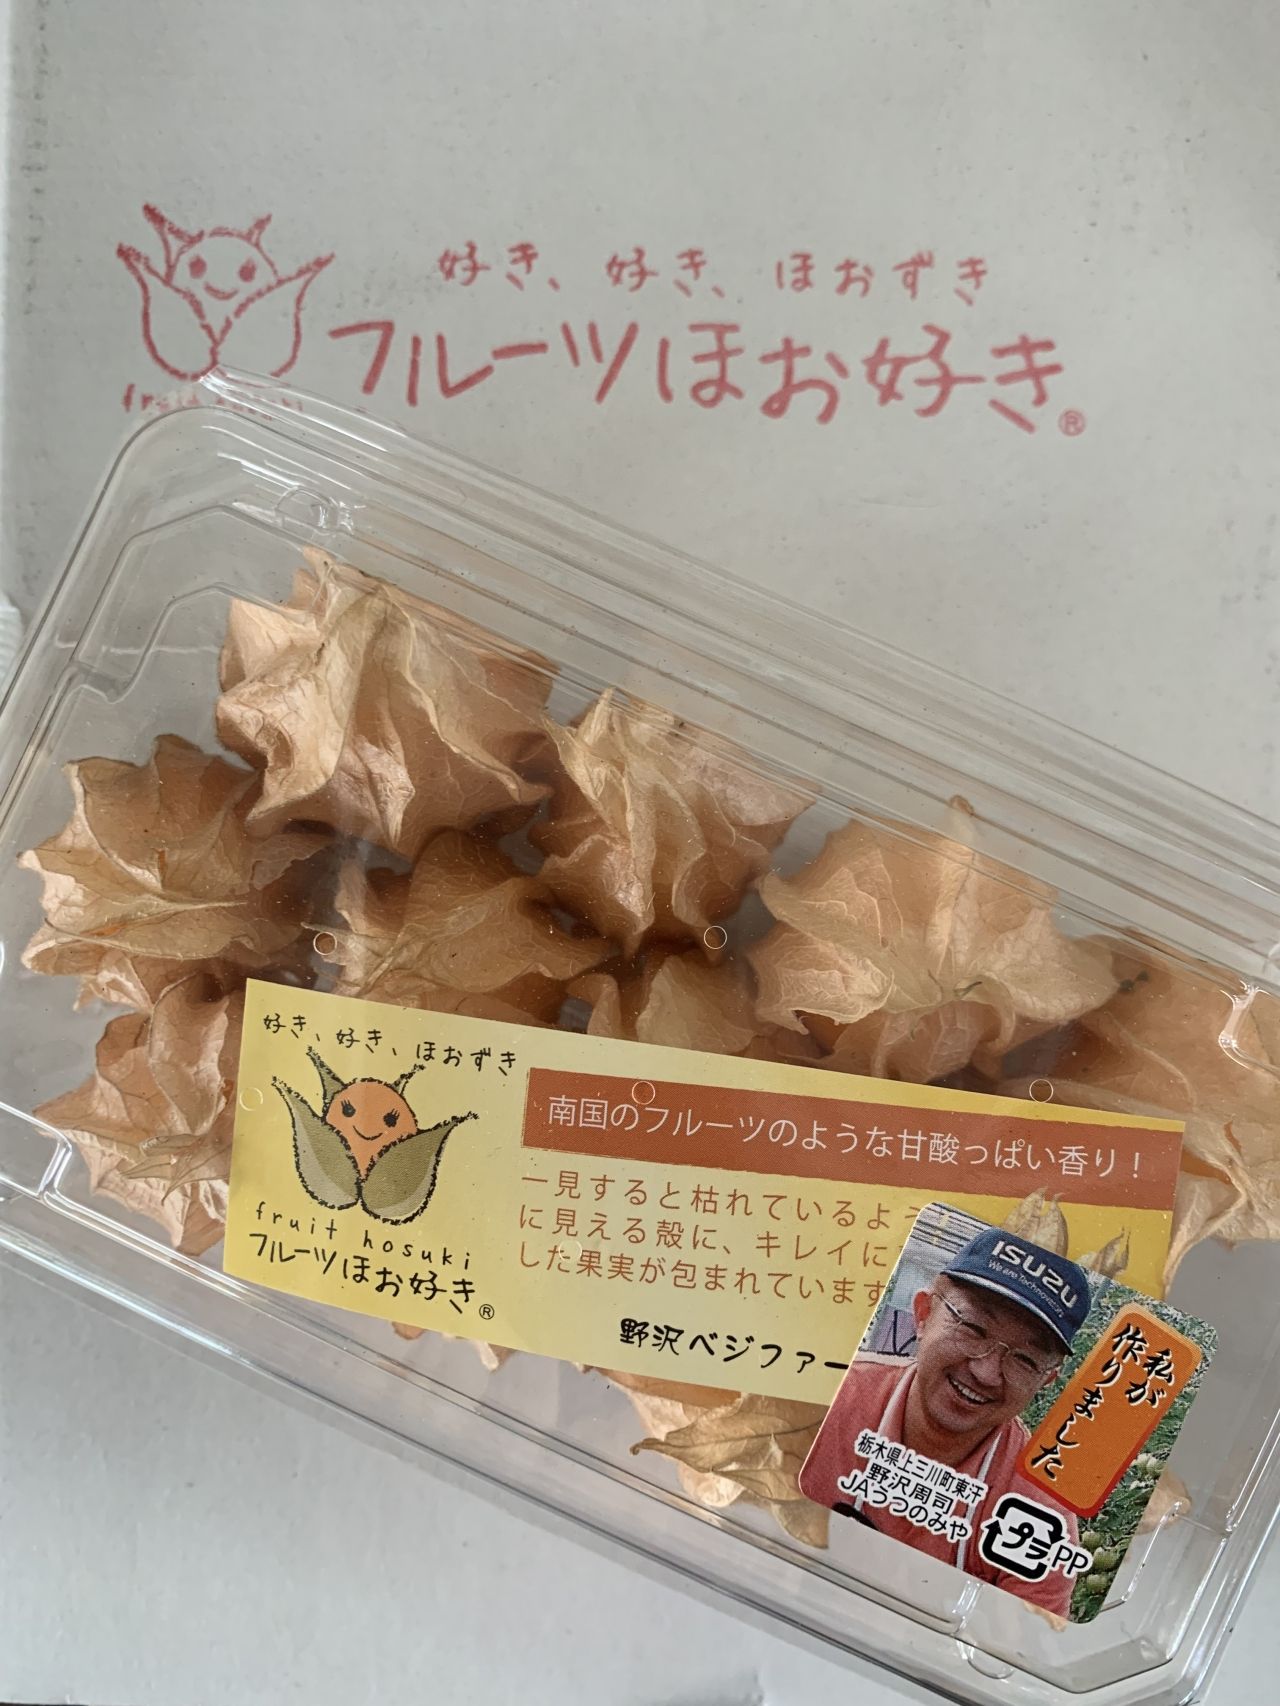 好き、好き、ほおずき
フルーツほお好き®
fruit hosuki
好き、好き、ほおずき
fruit hosuki
フルーツほお好き®
南国のフルーツのような甘酸っぱい香り！
一見すると枯れているよう
に見える殻に、キレイに
した果実が包まれています
野沢ベジファー
ISUZU
We are Technovators.
私が
作りました
栃木県上三川町東汗
野沢周司
JAうつのみや
プラ PP